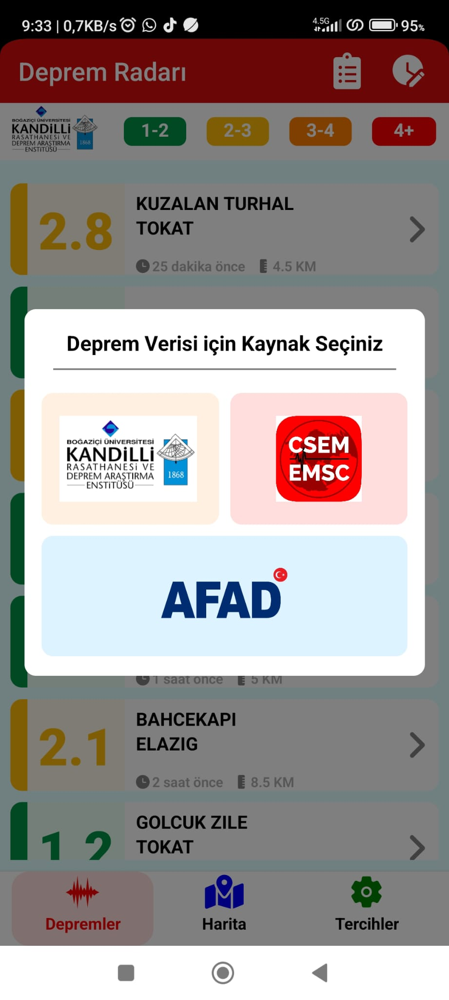 9:33 | 0,7KB/s
4.5G
95%
Deprem Radarı
BOĞAZİÇİ ÜNİVERSİTESİ
KANDiLLi
RASATHANESİ VE
DEPREM ARAŞTIRMA
ENSTİTÜSÜ
1868
1-2
2-3
3-4
4+
2.8
KUZALAN TURHAL
TOKAT
25 dakika önce
4.5 KM
Deprem Verisi için Kaynak Seçiniz
BOĞAZİÇİ ÜNİVERSİTESİ
KANDiLLi
RASATHANESİ VE
DEPREM ARAŞTIRMA
ENSTİTÜSÜ
1868
CSEM
EMSC
AFAD
1 saat önce
5 KM
2.1
BAHCEKAPI
ELAZIG
2 saat önce
8.5 KM
1.2
GOLCUK ZILE
TOKAT
Depremler
Harita
Tercihler